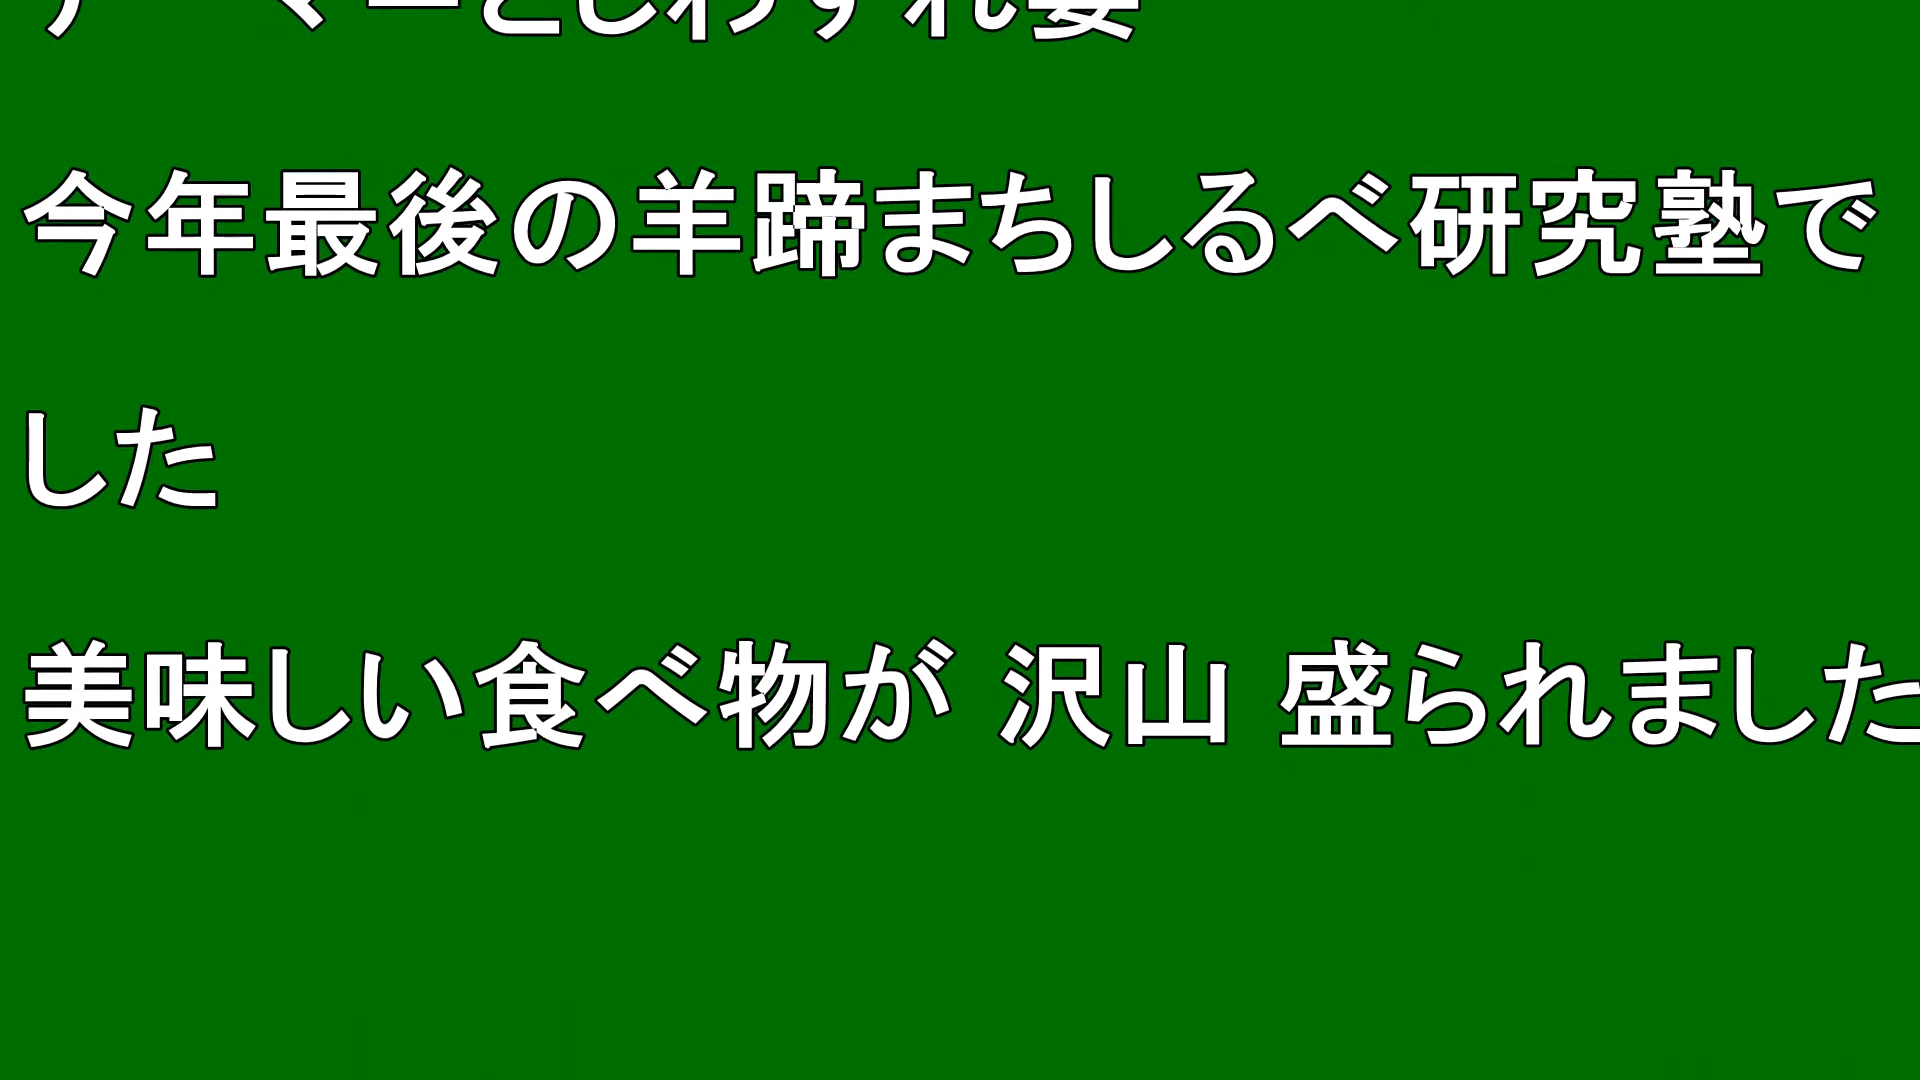 今年最後の羊蹄まちしるべ研究塾で
した
美味しい食べ物が 沢山 盛られました